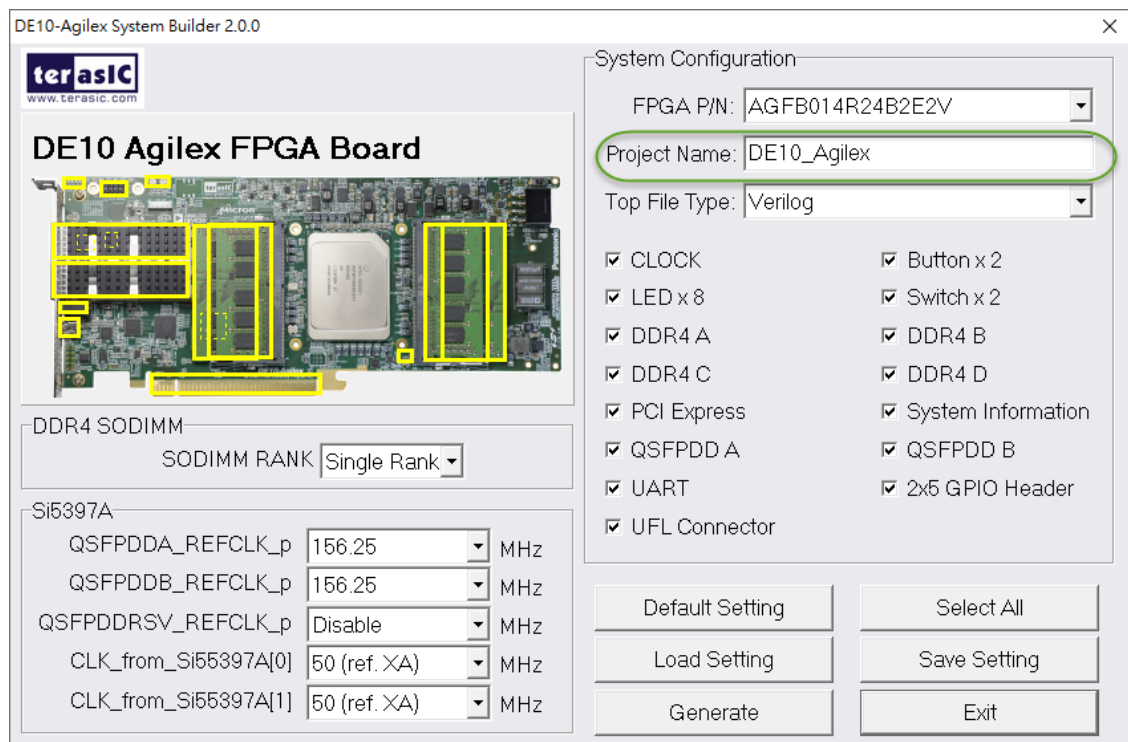 DE10-Agilex System Builder 2.0.0
terasIC
www.terasic.com
DE10 Agilex FPGA Board
terasIC
Micron
Panasonic
DDR4 SODIMM
SODIMM RANK Single Rank
Si5397A
QSFPDDA_REFCLK_p 156.25 MHz
QSFPDDB_REFCLK_p 156.25 MHz
QSFPDDRSV_REFCLK_p Disable MHz
CLK_from_Si55397A[0] 50 (ref. XA) MHz
CLK_from_Si55397A[1] 50 (ref. XA) MHz
System Configuration
FPGA P/N: AGFB014R24B2E2V
Project Name: DE10_Agilex
Top File Type: Verilog
CLOCK Button x 2
LED x 8 Switch x 2
DDR4 A DDR4 B
DDR4 C DDR4 D
PCI Express System Information
QSFPDD A QSFPDD B
UART 2x5 GPIO Header
UFL Connector
Default Setting Select All
Load Setting Save Setting
Generate Exit